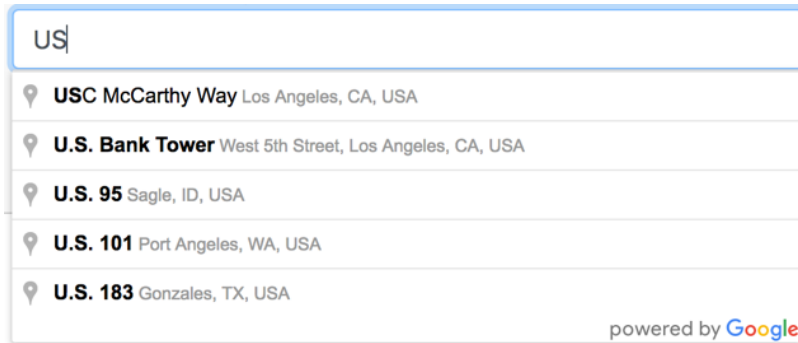 US
USC McCarthy Way Los Angeles, CA, USA
U.S. Bank Tower West 5th Street, Los Angeles, CA, USA
U.S. 95 Sagle, ID, USA
U.S. 101 Port Angeles, WA, USA
U.S. 183 Gonzales, TX, USA
powered by Google